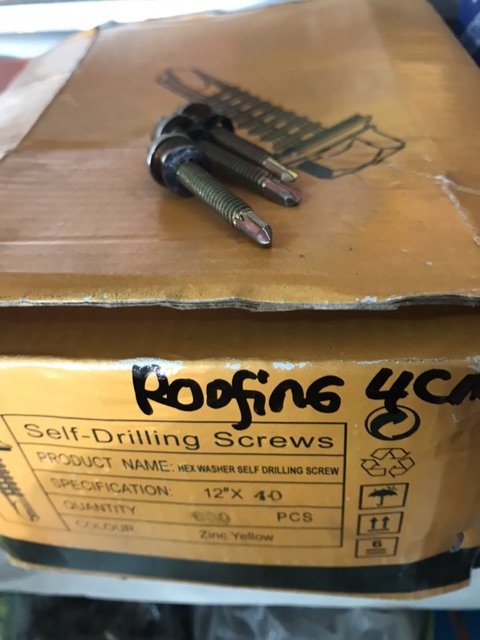 Roofing 4cm
Self-Drilling Screws
PRODUCT NAME: HEX WASHER SELF DRILLING SCREW
SPECIFICATION: 12"X 40
QUANTITY PCS
COLOUR Zinc Yellow
6